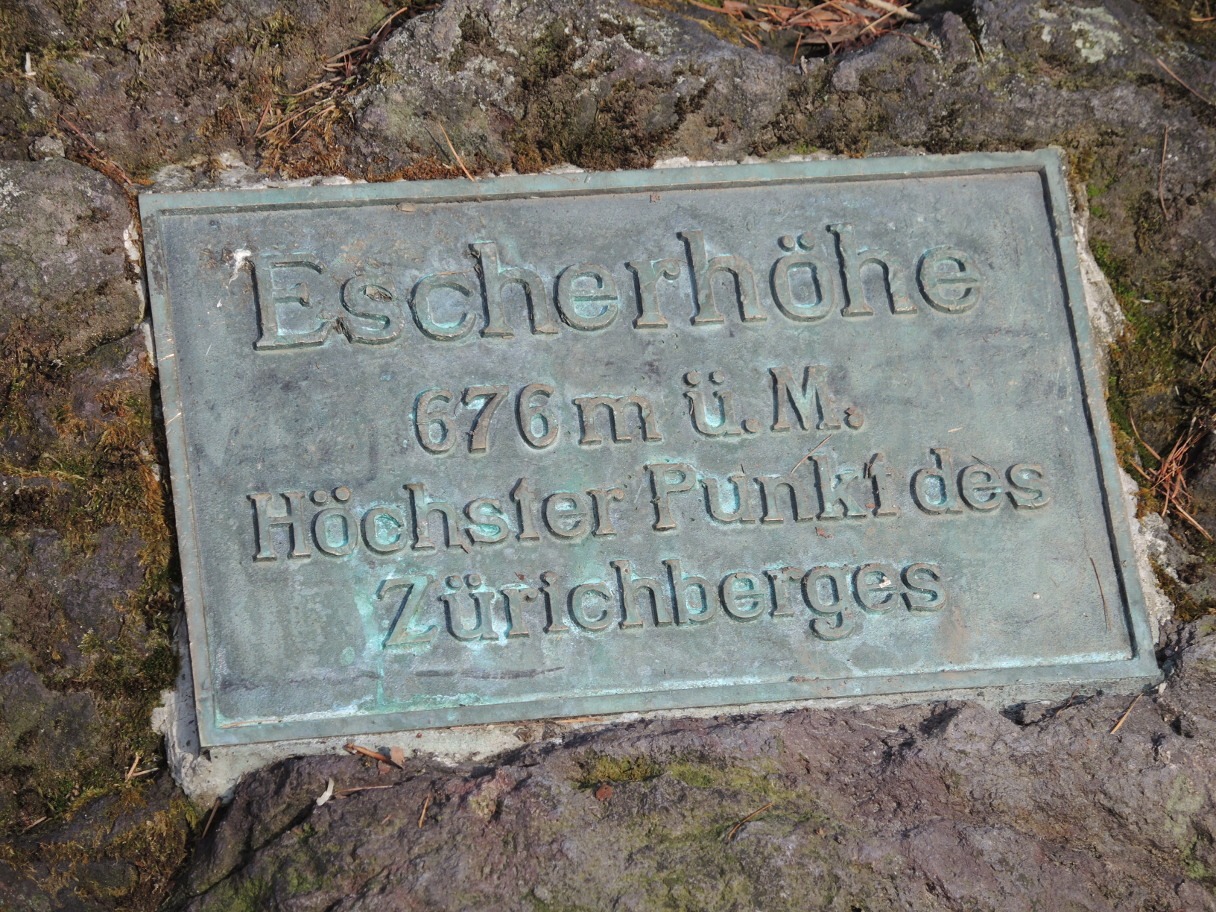 Escherhöhe
676 m ü. M.
Höchster Punkt des
Zürichberges